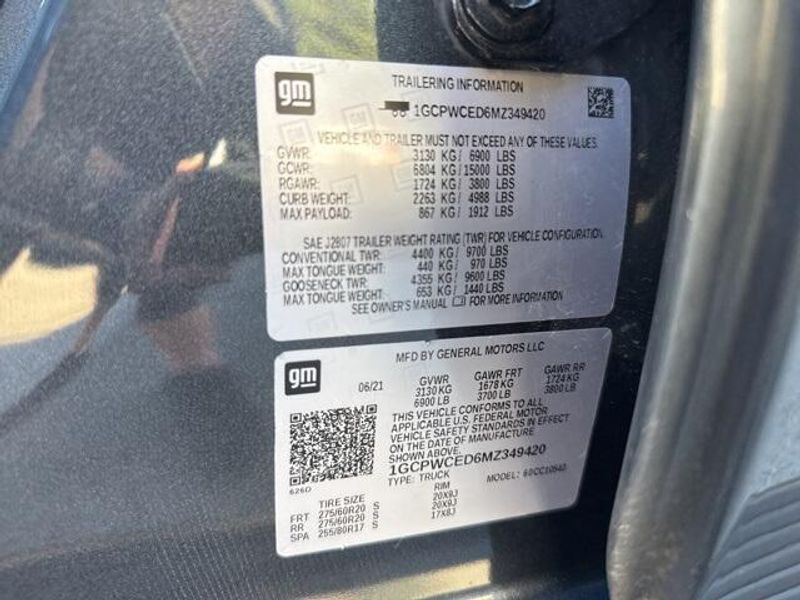 gm
TRAILERING INFORMATION
1GCPWCED6MZ349420
VEHICLE AND TRAILER MUST NOT EXCEED ANY OF THESE VALUES.
GVWR: 3130 KG / 6900 LBS
GCWR: 6804 KG / 15000 LBS
RGAWR: 1724 KG / 3800 LBS
CURB WEIGHT: 2263 KG / 4988 LBS
MAX PAYLOAD: 867 KG / 1912 LBS
SAE J2807 TRAILER WEIGHT RATING (TWR) FOR VEHICLE CONFIGURATION.
CONVENTIONAL TWR: 4400 KG / 9700 LBS
MAX TONGUE WEIGHT: 440 KG / 970 LBS
GOOSENECK TWR: 4355 KG / 9600 LBS
MAX TONGUE WEIGHT: 653 KG / 1440 LBS
SEE OWNER'S MANUAL FOR MORE INFORMATION
gm
MFD BY GENERAL MOTORS LLC
06/21 GVWR GAWR FRT GAWR RR
3130 KG 1678 KG 1724 KG
6900 LB 3700 LB 3800 LB
THIS VEHICLE CONFORMS TO ALL
APPLICABLE U.S. FEDERAL MOTOR
VEHICLE SAFETY STANDARDS IN EFFECT
ON THE DATE OF MANUFACTURE
SHOWN ABOVE.
1GCPWCED6MZ349420
TYPE: TRUCK MODEL:
626D
TIRE SIZE RIM
FRT 275/60R20 S 20X9J
RR 275/60R20 S 20X9J
SPA 255/80R17 S 17X8J